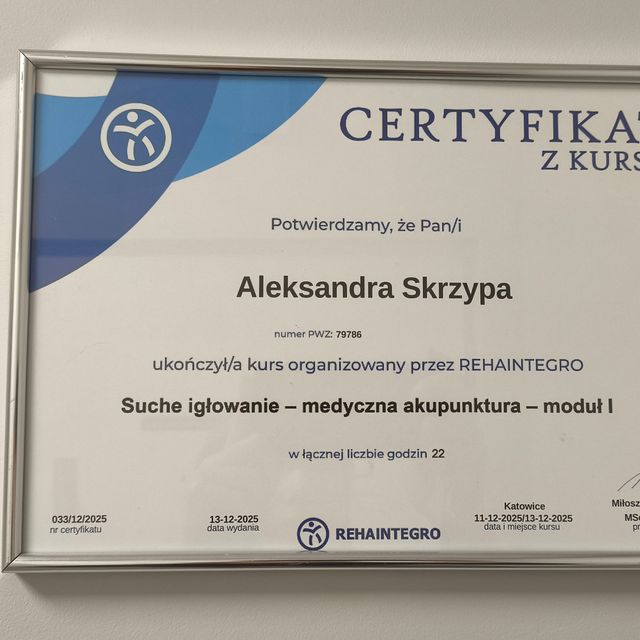 CERTYFIKA
Z KURS
Potwierdzamy, że Pan/i
Aleksandra Skrzypa
numer PWZ: 79786
ukończył/a kurs organizowany przez REHAINTEGRO
Suche igłowanie – medyczna akupunktura – moduł I
w łącznej liczbie godzin 22
033/12/2025
nr certyfikatu
13-12-2025
data wydania
REHAINTEGRO
Katowice
11-12-2025/13-12-2025
data i miejsce kursu
Miłosz